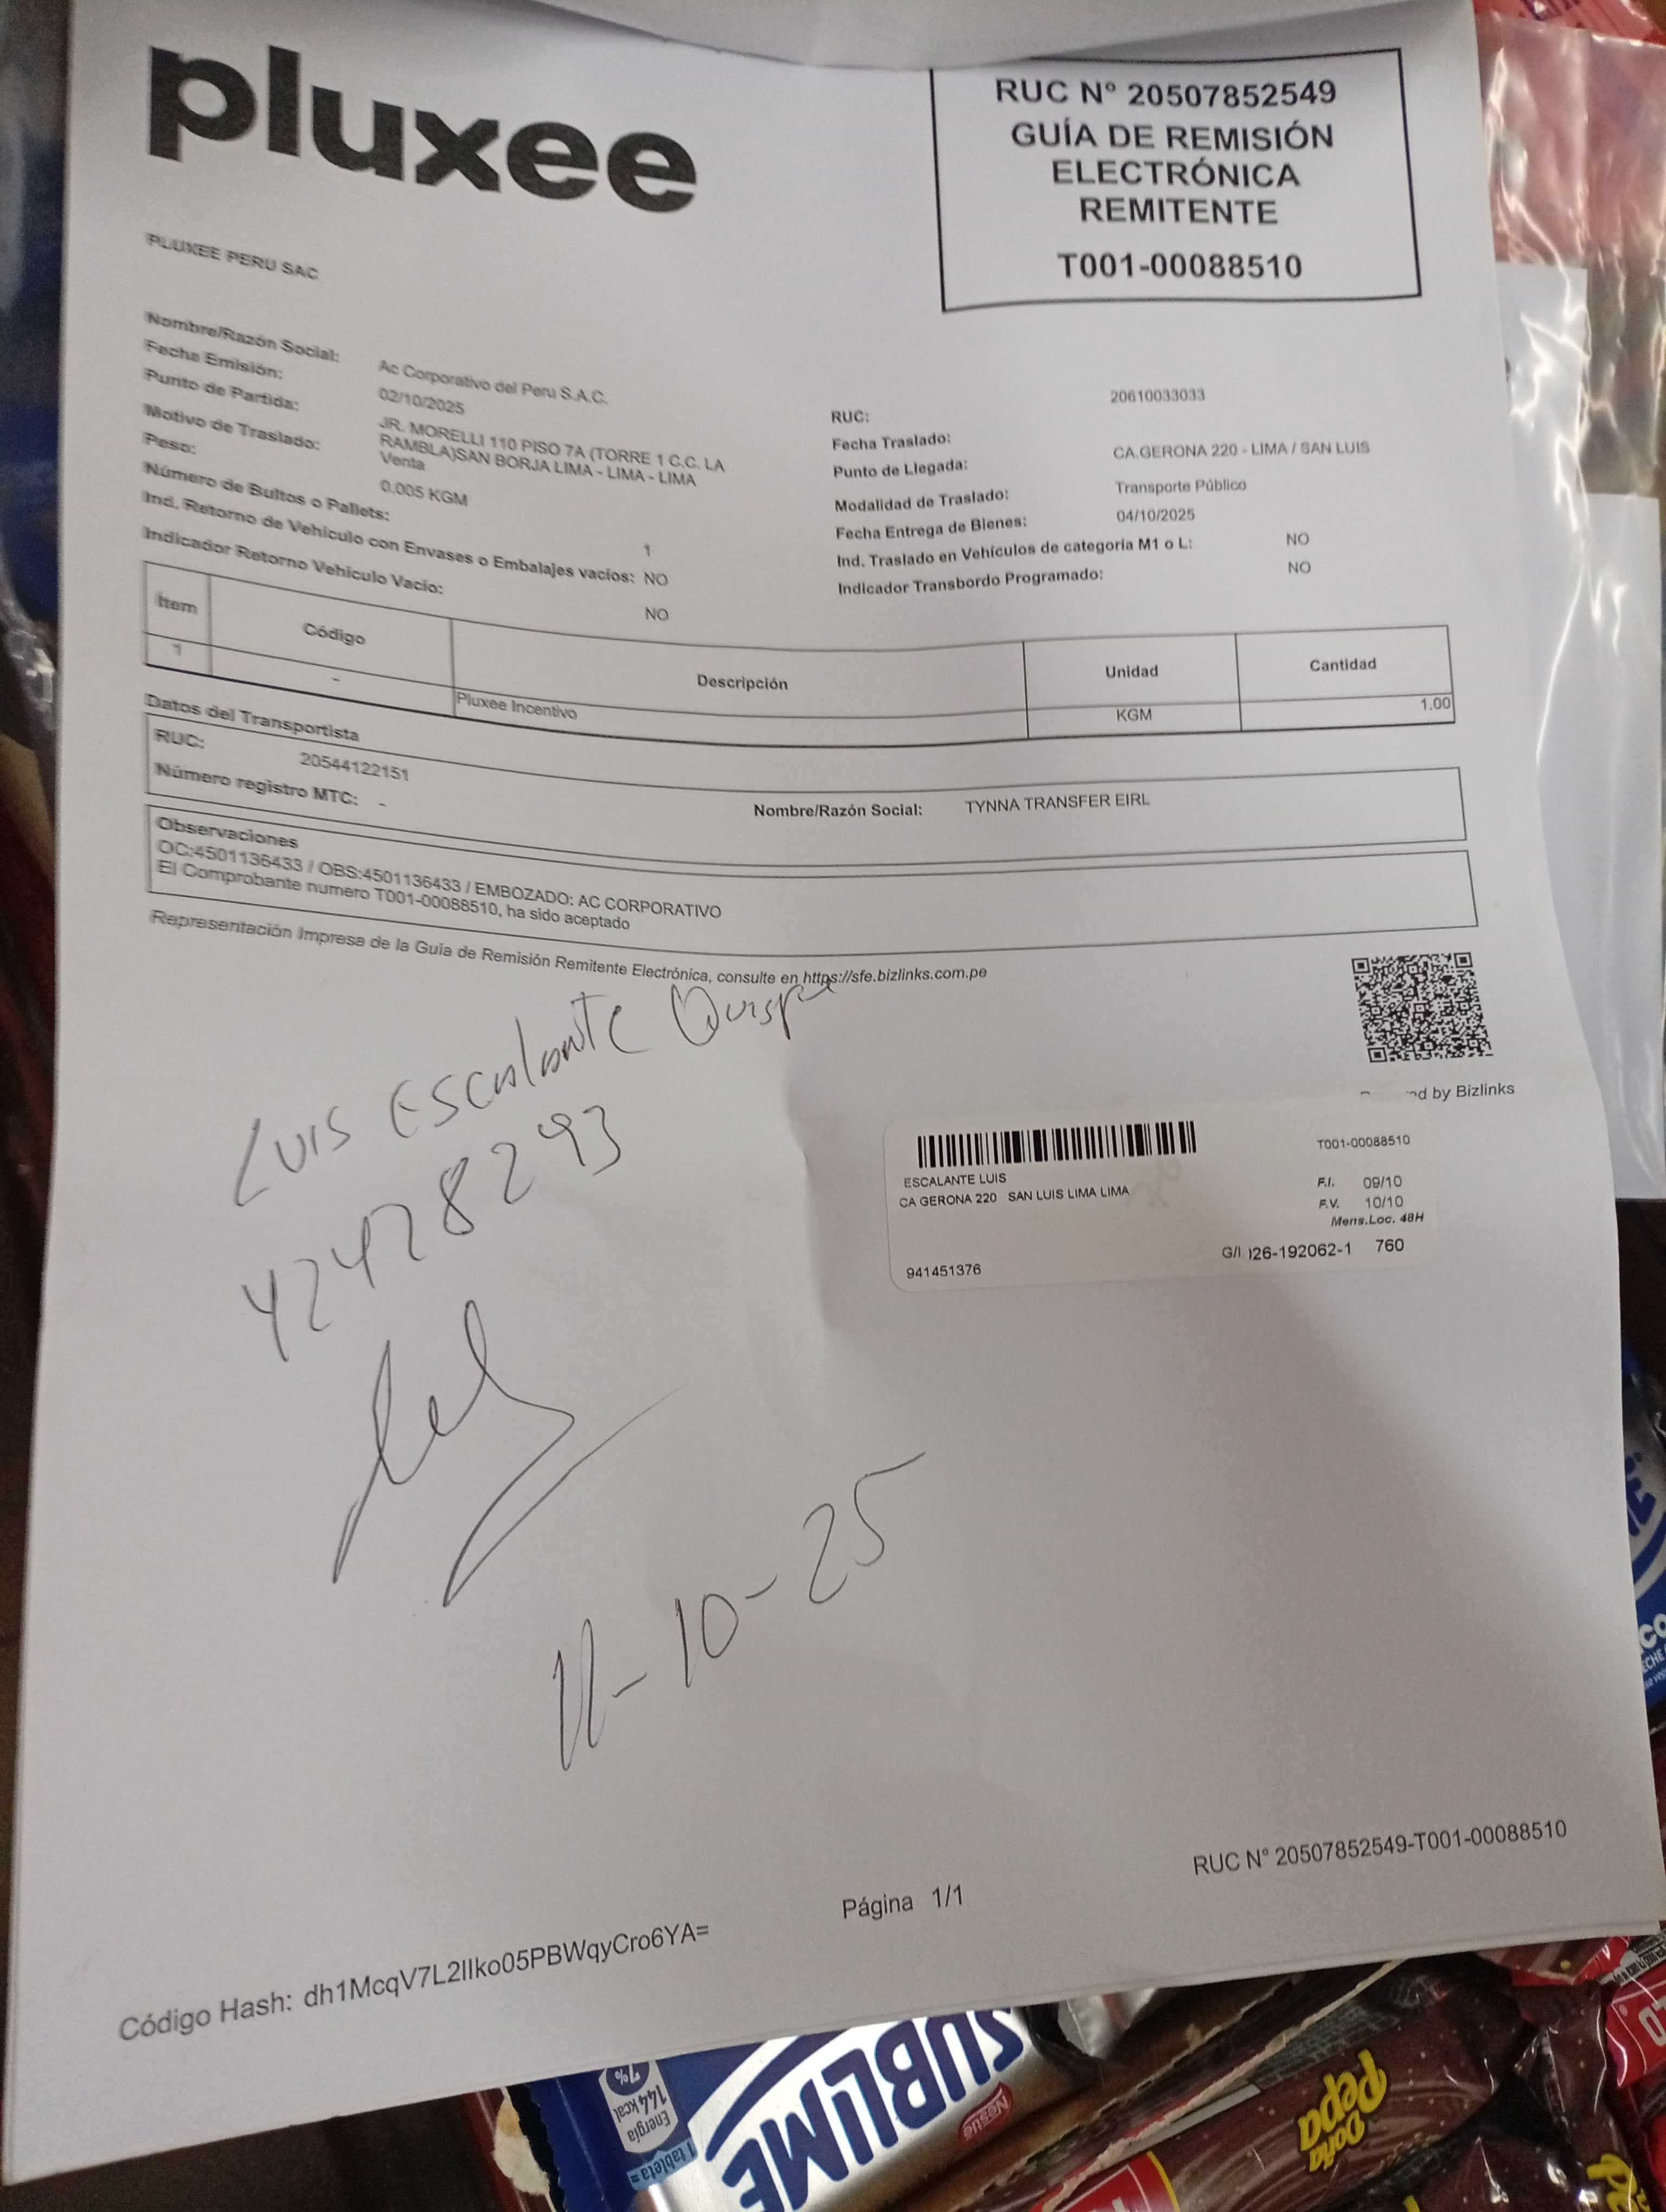 pluxee
RUC N° 20507852549
GUÍA DE REMISIÓN
ELECTRÓNICA
REMITENTE
T001-00088510
PLUXEE PERU SAC
Nombre/Razón Social: Ac Corporativo del Peru S.A.C.
Fecha Emisión: 02/10/2025
Punto de Partida: JR. MORELLI 110 PISO 7A (TORRE 1 C.C. LA
RAMBLA)SAN BORJA LIMA - LIMA - LIMA
Motivo de Traslado: Venta
Peso: 0.005 KGM
Número de Bultos o Pallets: 1
Ind. Retorno de Vehículo con Envases o Embalajes vacíos: NO
Indicador Retorno Vehículo Vacío: NO
RUC: 20610033033
Fecha Traslado:
Punto de Llegada: CA.GERONA 220 - LIMA / SAN LUIS
Modalidad de Traslado: Transporte Público
Fecha Entrega de Bienes: 04/10/2025
Ind. Traslado en Vehículos de categoría M1 o L: NO
Indicador Transbordo Programado: NO
Ítem Código Descripción Unidad Cantidad
1 - Pluxee Incentivo KGM 1.00
Datos del Transportista
RUC: 20544122151
Número registro MTC: -
Nombre/Razón Social: TYNNA TRANSFER EIRL
Observaciones
OC:4501136433 / OBS:4501136433 / EMBOZADO: AC CORPORATIVO
El Comprobante numero T001-00088510, ha sido aceptado
Representación Impresa de la Guía de Remisión Remitente Electrónica, consulte en https://sfe.bizlinks.com.pe
by Bizlinks
Luis Escalante Quispe
42428293
11-10-25
T001-00088510
ESCALANTE LUIS
CA GERONA 220 SAN LUIS LIMA LIMA
F.I. 09/10
F.V. 10/10
Mens.Loc. 48H
G/I 026-192062-1 760
941451376
RUC N° 20507852549-T001-00088510
Página 1/1
Código Hash: dh1McqV7L2IIko05PBWqyCro6YA=
SUBLIME
Nestlé
1 tableta =
Energía
144 kcal
7%
Doña
Pepa